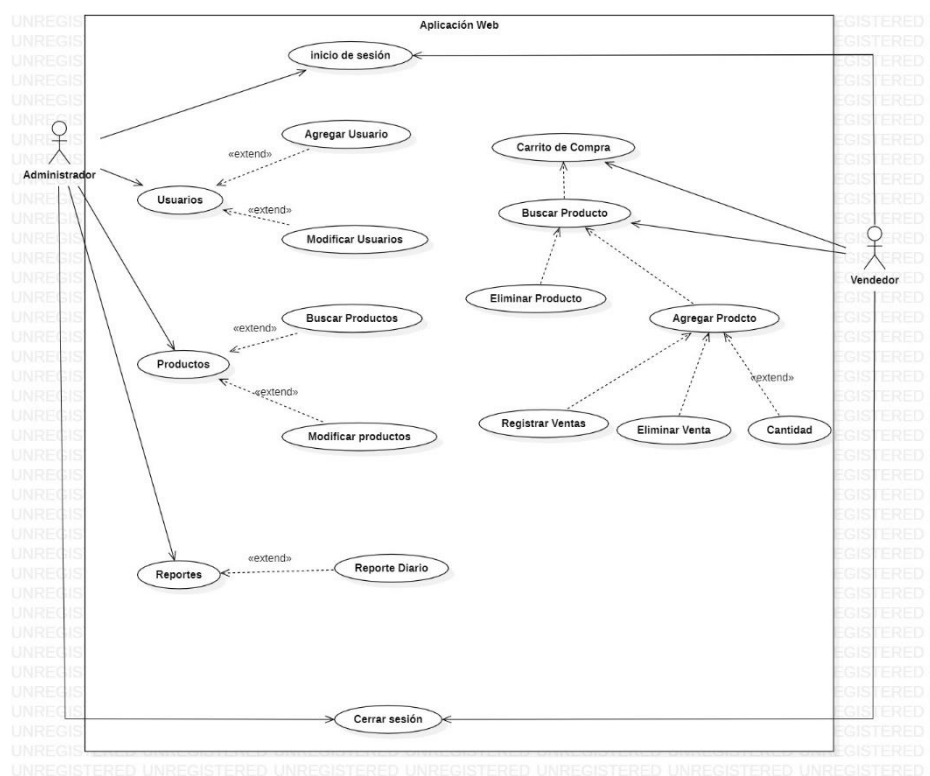 Aplicación Web
inicio de sesión
Agregar Usuario
«extend»
Carrito de Compra
Administrador
Usuarios
«extend»
Buscar Producto
Modificar Usuarios
Vendedor
Eliminar Producto
Buscar Productos
Agregar Prodcto
«extend»
Productos
«extend»
«extend»
Registrar Ventas
Eliminar Venta
Cantidad
Modificar productos
«extend»
Reporte Diario
Reportes
Cerrar sesión
UNREGISTERED UNREGISTERED UNREGISTERED UNREGISTERED UNREGISTERED UNREGISTERED UNREGISTERED